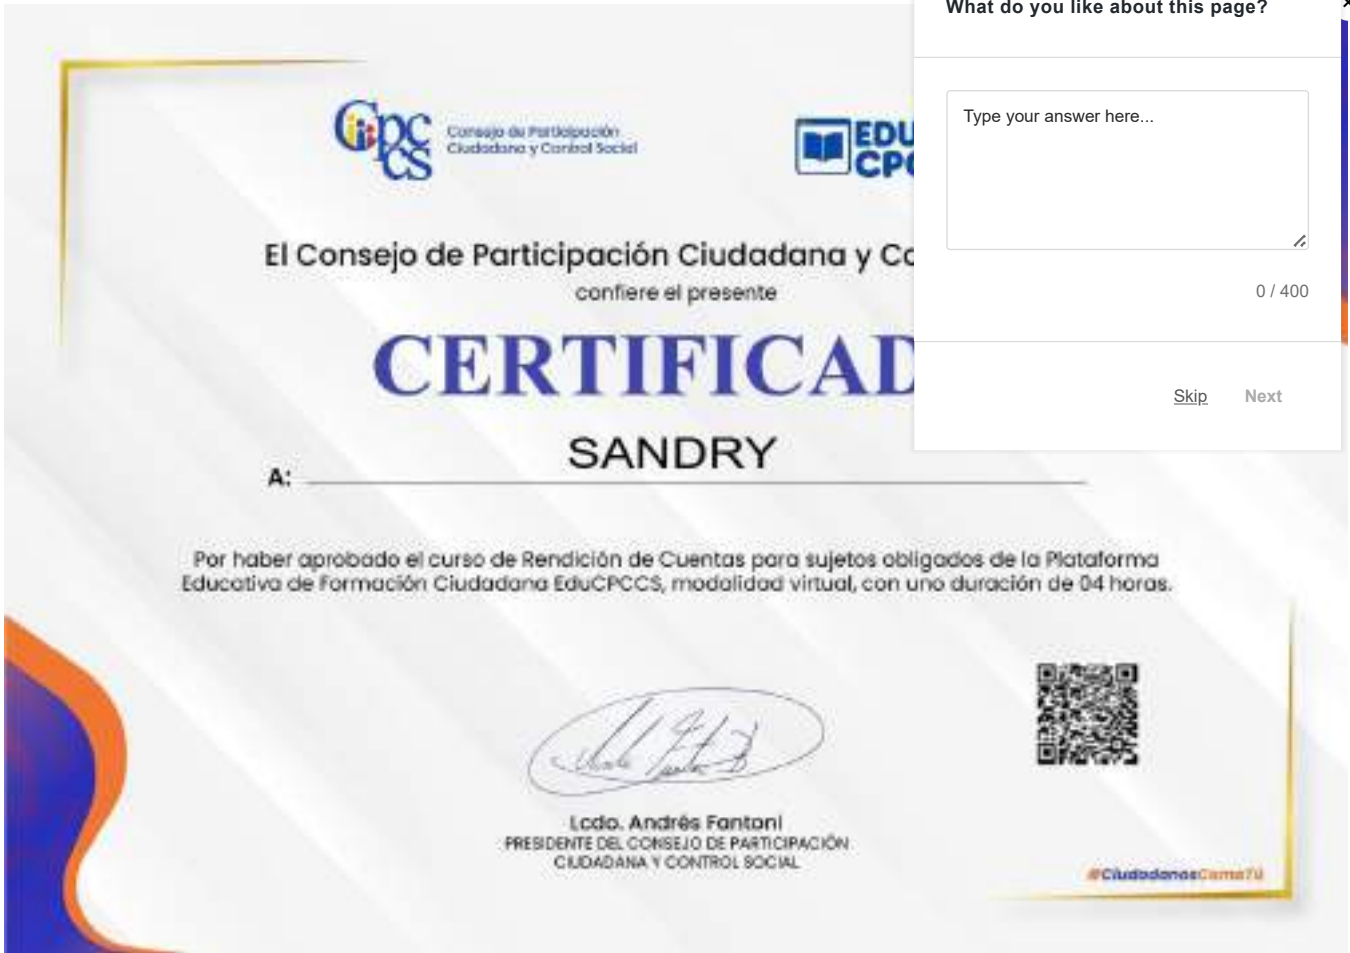 What do you like about this page?
Type your answer here...
0 / 400
Skip
Next
CPCCS
Consejo de Participación
Ciudadana y Control Social
EDU
CPC
El Consejo de Participación Ciudadana y Co
confiere el presente
CERTIFICAD
SANDRY
A:
Por haber aprobado el curso de Rendición de Cuentas para sujetos obligados de la Plataforma
Educativa de Formación Ciudadana EduCPCCS, modalidad virtual, con una duración de 04 horas.
Lcdo. Andrés Fantoni
PRESIDENTE DEL CONSEJO DE PARTICIPACIÓN
CIUDADANA Y CONTROL SOCIAL
#CiudadanosComoTú